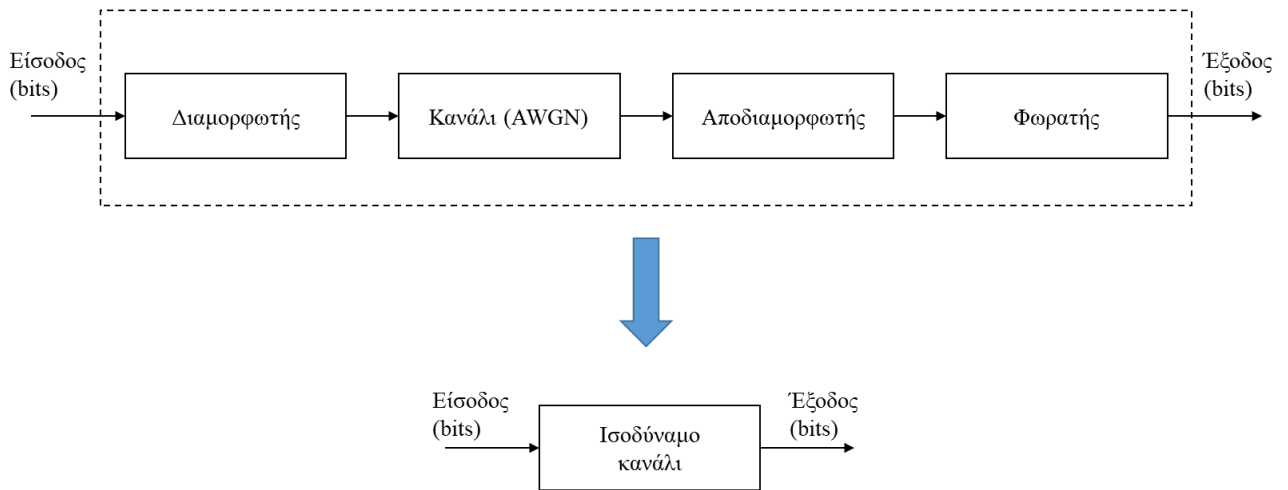 Είσοδος
(bits)
Διαμορφωτής
Κανάλι (AWGN)
Αποδιαμορφωτής
Φωρατής
Έξοδος
(bits)
Είσοδος
(bits)
Ισοδύναμο
κανάλι
Έξοδος
(bits)